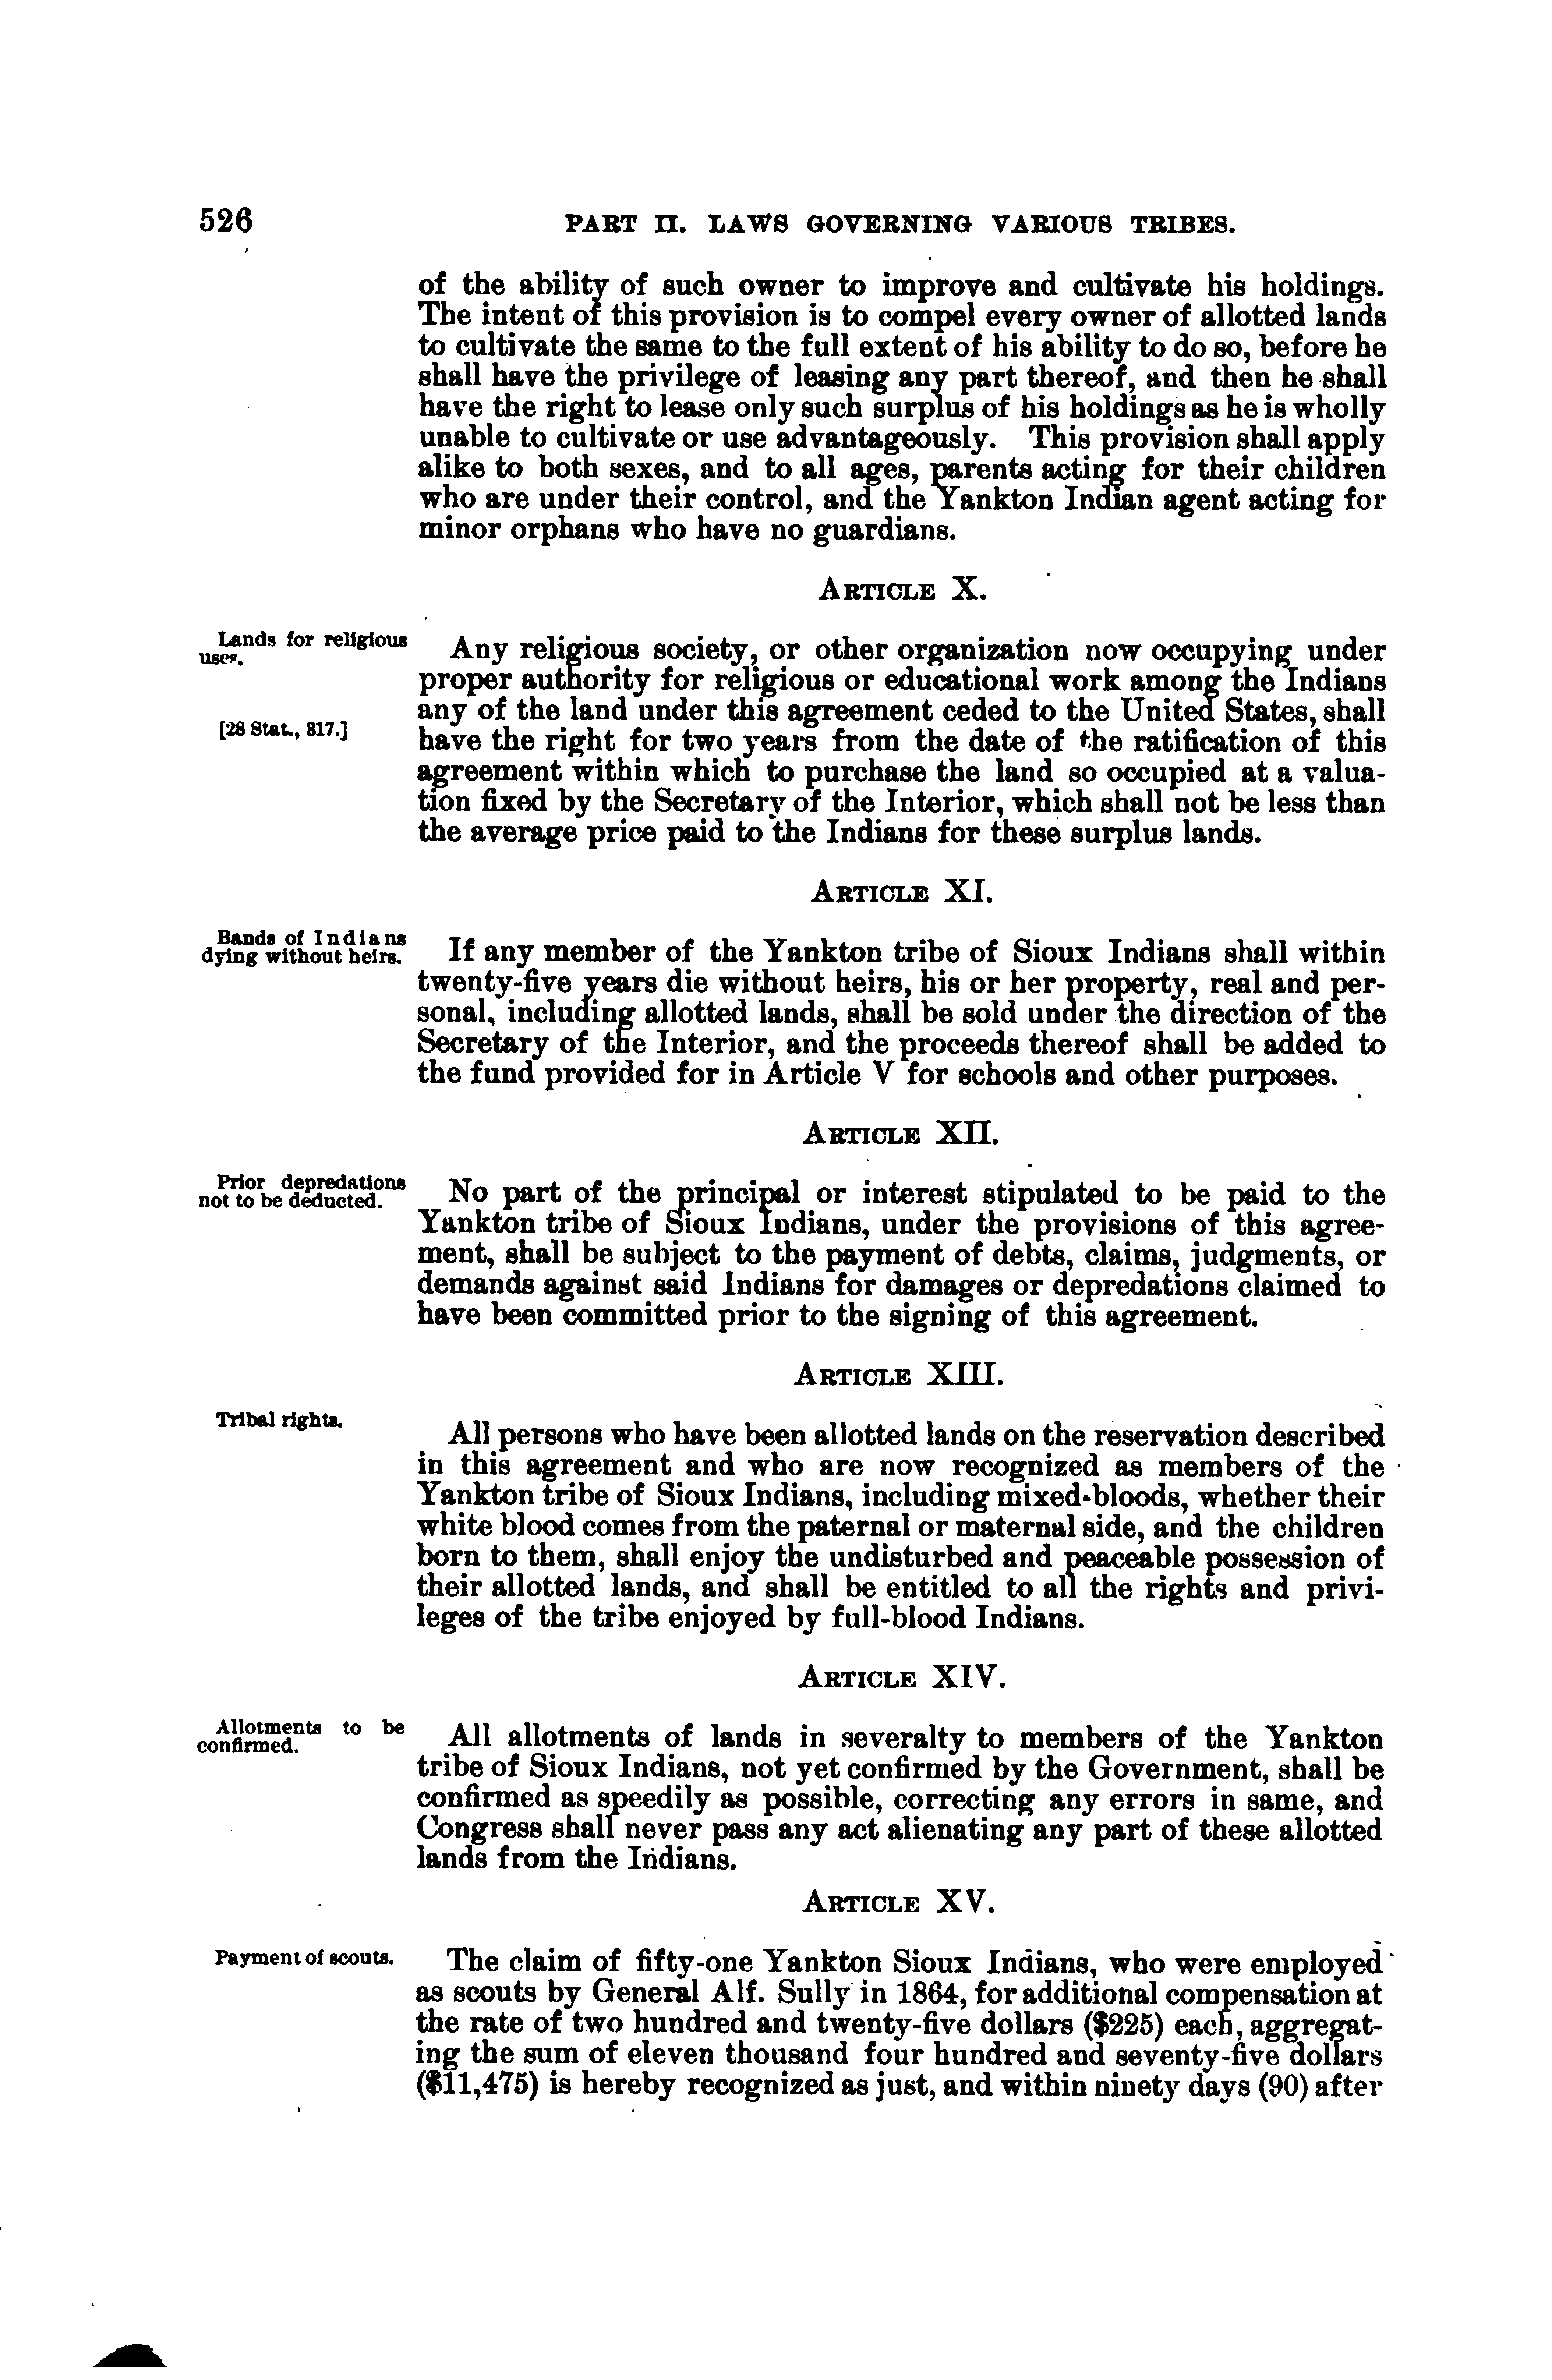 526
PART II. LAWS GOVERNING VARIOUS TRIBES.
of the ability of such owner to improve and cultivate his holdings.
The intent of this provision is to compel every owner of allotted lands
to cultivate the same to the full extent of his ability to do so, before he
shall have the privilege of leasing any part thereof, and then he shall
have the right to lease only such surplus of his holdings as he is wholly
unable to cultivate or use advantageously. This provision shall apply
alike to both sexes, and to all ages, parents acting for their children
who are under their control, and the Yankton Indian agent acting for
minor orphans who have no guardians.
ARTICLE X.
Lands for religious
uses.
[28 Stat., 317.]
Any religious society, or other organization now occupying under
proper authority for religious or educational work among the Indians
any of the land under this agreement ceded to the United States, shall
have the right for two years from the date of the ratification of this
agreement within which to purchase the land so occupied at a valua-
tion fixed by the Secretary of the Interior, which shall not be less than
the average price paid to the Indians for these surplus lands.
ARTICLE XI.
Bands of Indians
dying without heirs.
If any member of the Yankton tribe of Sioux Indians shall within
twenty-five years die without heirs, his or her property, real and per-
sonal, including allotted lands, shall be sold under the direction of the
Secretary of the Interior, and the proceeds thereof shall be added to
the fund provided for in Article V for schools and other purposes.
ARTICLE XII.
Prior depredations
not to be deducted.
No part of the principal or interest stipulated to be paid to the
Yankton tribe of Sioux Indians, under the provisions of this agree-
ment, shall be subject to the payment of debts, claims, judgments, or
demands against said Indians for damages or depredations claimed to
have been committed prior to the signing of this agreement.
ARTICLE XIII.
Tribal rights.
All persons who have been allotted lands on the reservation described
in this agreement and who are now recognized as members of the
Yankton tribe of Sioux Indians, including mixed-bloods, whether their
white blood comes from the paternal or maternal side, and the children
born to them, shall enjoy the undisturbed and peaceable possession of
their allotted lands, and shall be entitled to all the rights and privi-
leges of the tribe enjoyed by full-blood Indians.
ARTICLE XIV.
Allotments to be
confirmed.
All allotments of lands in severalty to members of the Yankton
tribe of Sioux Indians, not yet confirmed by the Government, shall be
confirmed as speedily as possible, correcting any errors in same, and
Congress shall never pass any act alienating any part of these allotted
lands from the Indians.
ARTICLE XV.
Payment of scouts.
The claim of fifty-one Yankton Sioux Indians, who were employed
as scouts by General Alf. Sully in 1864, for additional compensation at
the rate of two hundred and twenty-five dollars ($225) each, aggregat-
ing the sum of eleven thousand four hundred and seventy-five dollars
($11,475) is hereby recognized as just, and within ninety days (90) after